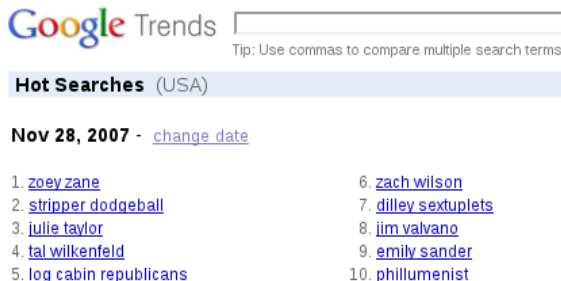 Google Trends
Tip: Use commas to compare multiple search terms
Hot Searches (USA)
Nov 28, 2007 - change date
1. zoey zane
2. stripper dodgeball
3. julie taylor
4. tal wilkenfeld
5. log cabin republicans
6. zach wilson
7. dilley sextuplets
8. jim valvano
9. emily sander
10. phillumenist